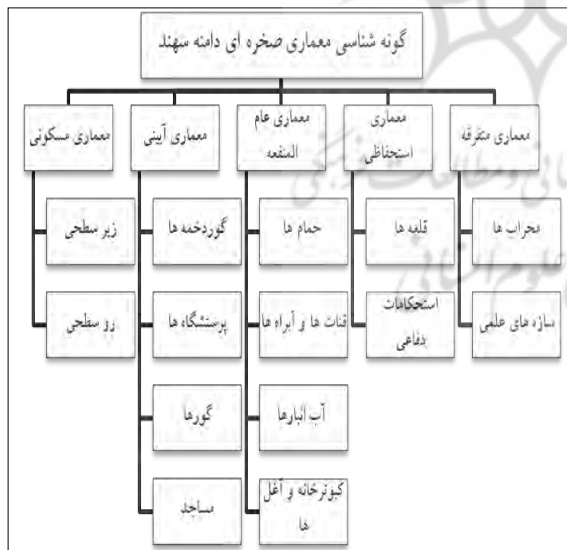 گونه شناسی معماری صخره ای دامنه سهند
معماری متفرقه
معماری
استحفاظی
معماری عام
المنفعه
معماری آیینی
معماری مسکونی
محراب ها
قلعه ها
حمام ها
گوردخمه ها
زیر سطحی
سازه های علمی
استحکامات
دفاعی
قنات ها و آبراه ها
پرستشگاه ها
رو سطحی
آب انبارها
گورها
کبوترخانه و آغل
ها
مساجد